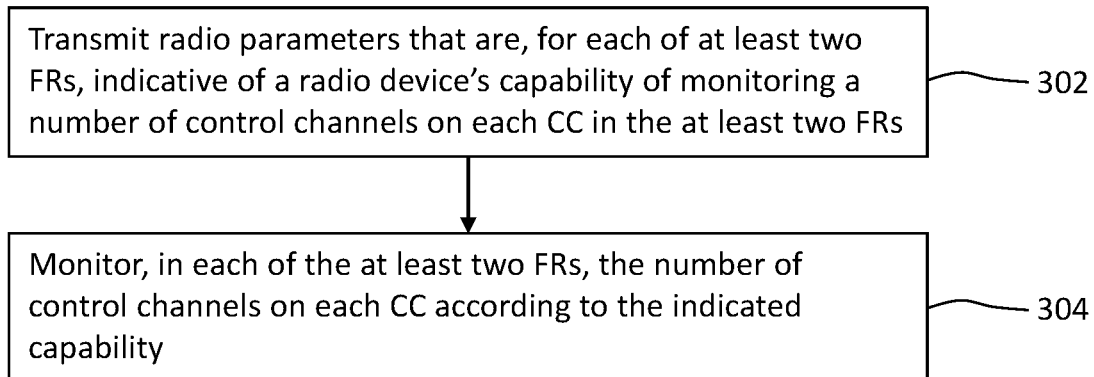 Transmit radio parameters that are, for each of at least two
FRs, indicative of a radio device's capability of monitoring a
number of control channels on each CC in the at least two FRs
302
Monitor, in each of the at least two FRs, the number of
control channels on each CC according to the indicated
capability
304